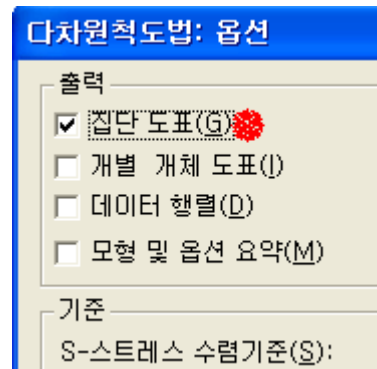 다차원척도법: 옵션
출력
집단 도표(G)
개별 개체 도표(I)
데이터 행렬(D)
모형 및 옵션 요약(M)
기준
S-스트레스 수렴기준(S):